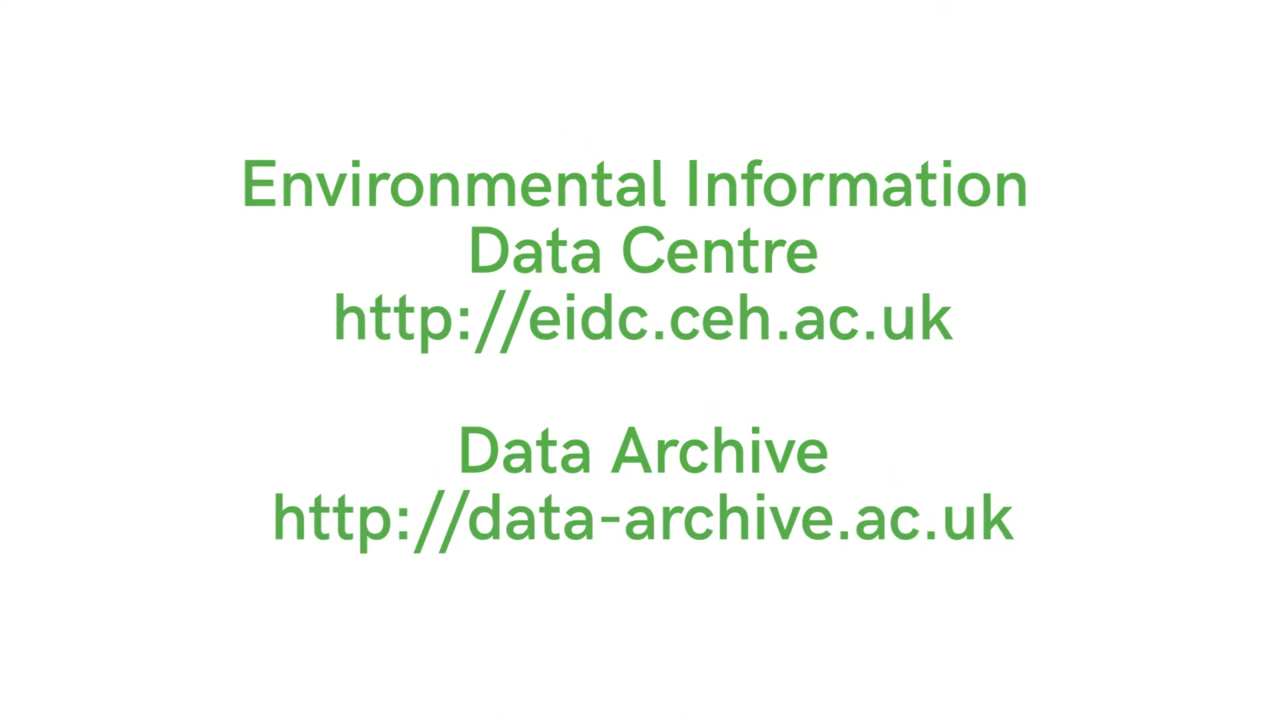 Environmental Information
Data Centre
http://eidc.ceh.ac.uk
Data Archive
http://data-archive.ac.uk